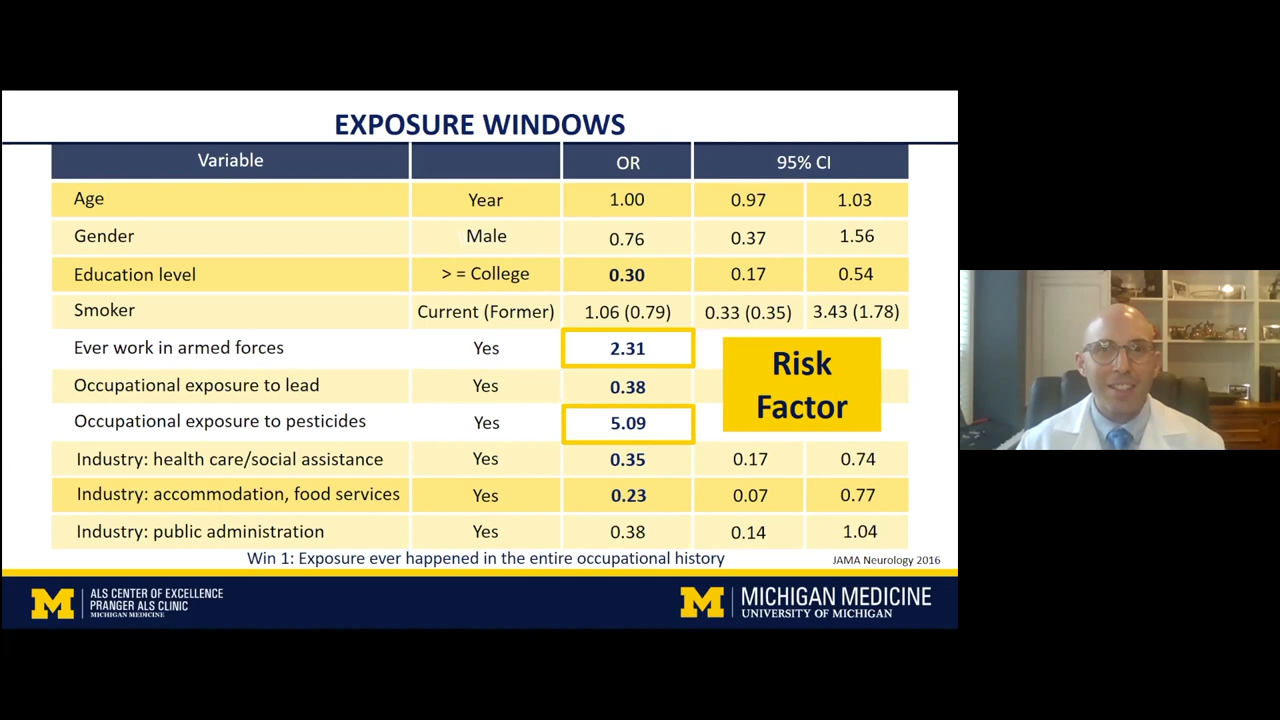 EXPOSURE WINDOWS
Variable OR 95% CI
Age Year 1.00 0.97 1.03
Gender Male 0.76 0.37 1.56
Education level > = College 0.30 0.17 0.54
Smoker Current (Former) 1.06 (0.79) 0.33 (0.35) 3.43 (1.78)
Ever work in armed forces Yes 2.31
Occupational exposure to lead Yes 0.38
Occupational exposure to pesticides Yes 5.09
Risk
Factor
Industry: health care/social assistance Yes 0.35 0.17 0.74
Industry: accommodation, food services Yes 0.23 0.07 0.77
Industry: public administration Yes 0.38 0.14 1.04
Win 1: Exposure ever happened in the entire occupational history
JAMA Neurology 2016
M
ALS CENTER OF EXCELLENCE
PRANGER ALS CLINIC
MICHIGAN MEDICINE
M
MICHIGAN MEDICINE
UNIVERSITY OF MICHIGAN